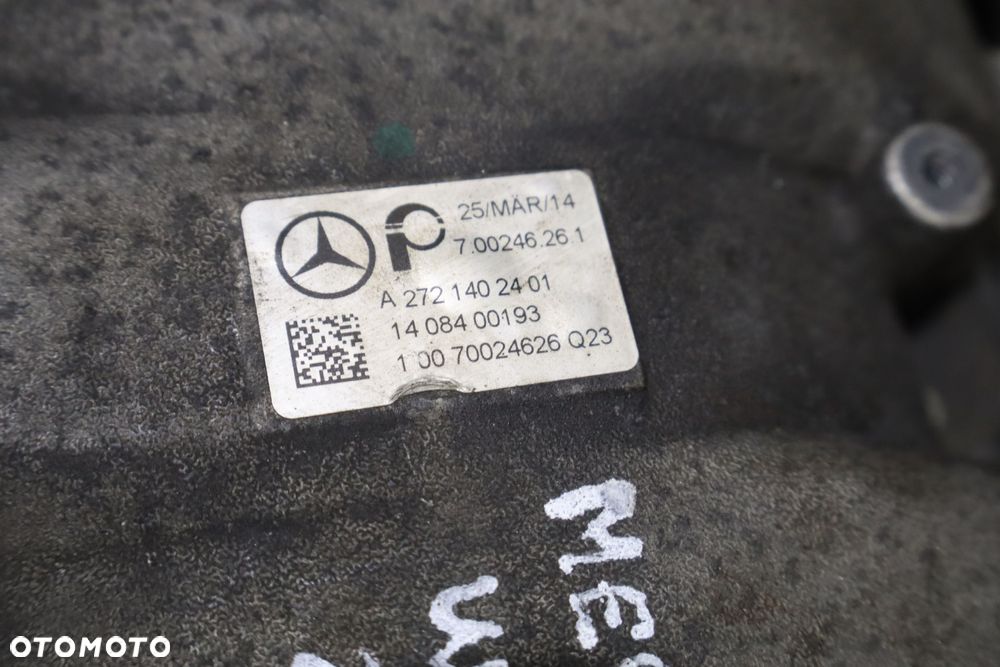 25/MAR/14
7.00246.26.1
A 272 140 24 01
14 084 00193
1 00 70024626 Q23
OTOMOTO